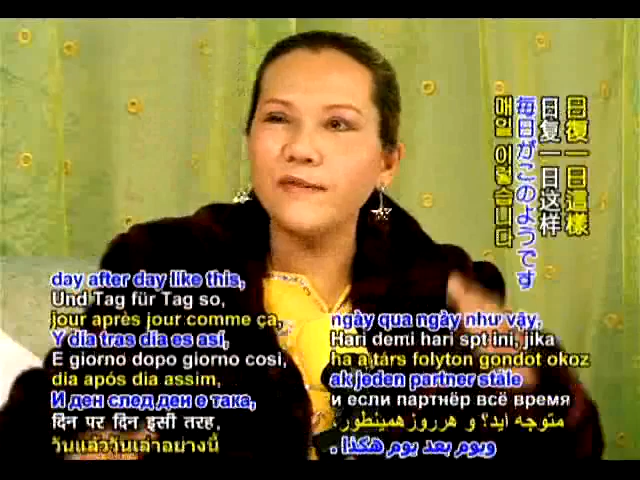 day after day like this,
Und Tag für Tag so,
jour après jour comme ça,
Y dia tras dia es así,
E giorno dopo giorno così,
dia após dia assim,
И ден след ден е така,
दिन पर दिन इसी तरह,
วันแล้ววันเล่าอย่างนี้
ngày qua ngày như vậy,
Hari demi hari spt ini, jika
ha a társ folyton gondot okoz
ak jeden partner stále
и если партнёр всё время
متوجه اید؟ و هرروز همینطور.
ويوم بعد يوم هكذا .
日復一日這樣
日复一日这样
毎日がこのようです
매일 이렇습니다